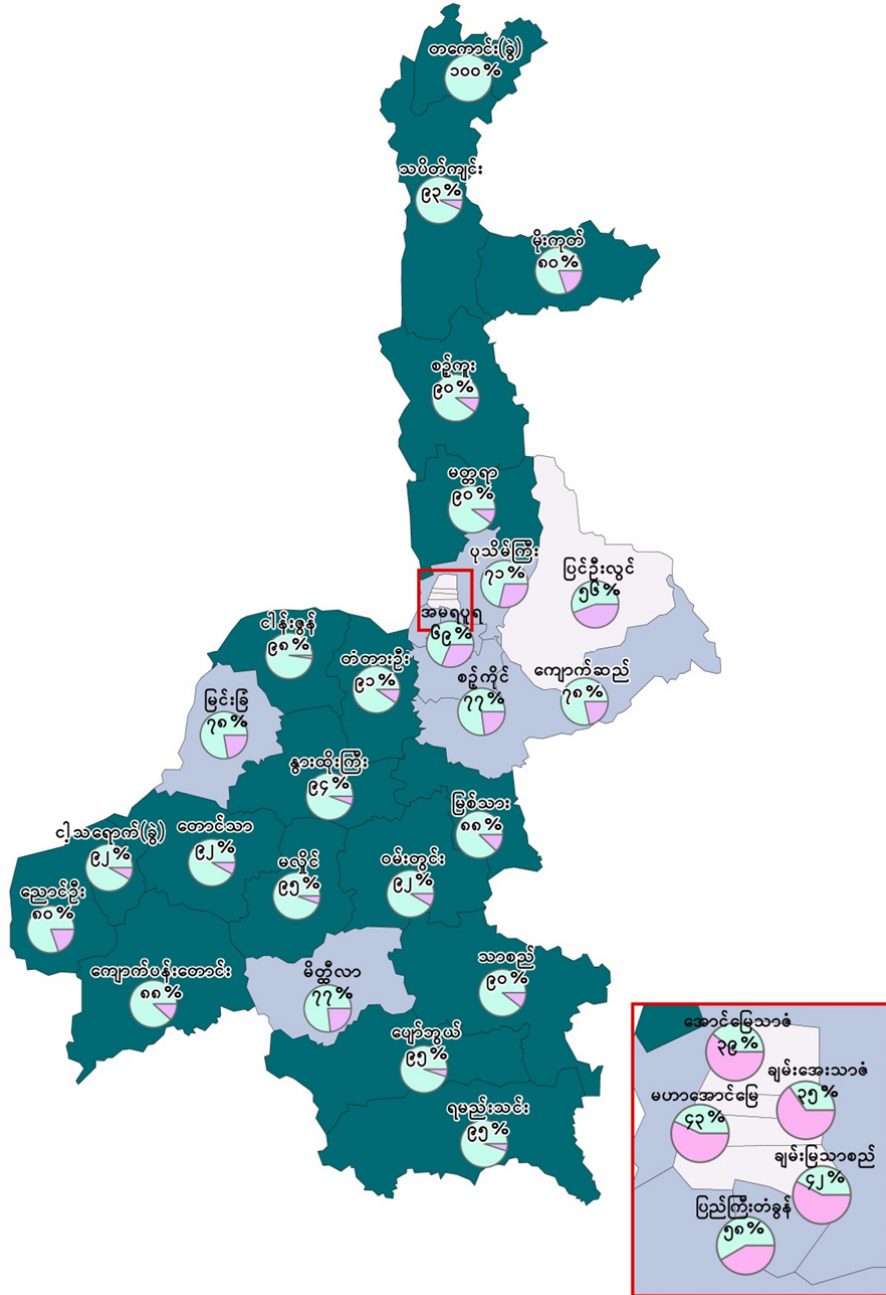 တကောင်း(ခွဲ)
၁၀၀%
သပိတ်ကျင်း
၉၃%
မိုးကုတ်
၈၀%
စဉ့်ကူး
၉၀%
မတ္တရာ
၉၀%
ပုသိမ်ကြီး
၇၁%
ပြင်ဦးလွင်
၅၆%
အမရပူရ
၆၉%
ငါန်းဇွန်
၉၈%
တံတားဦး
၉၁%
စဉ့်ကိုင်
၇၇%
ကျောက်ဆည်
၇၈%
မြင်းခြံ
၇၈%
နွားထိုးကြီး
၉၄%
မြစ်သား
၈၈%
ငါ့သရောက်(ခွဲ)
၉၂%
တောင်သာ
၉၂%
မလှိုင်
၉၅%
ဝမ်းတွင်း
၉၂%
ညောင်ဦး
၈၀%
ကျောက်ပန်းတောင်း
၈၈%
မိတ္ထီလာ
၇၇%
သာစည်
၉၀%
ပျော်ဘွယ်
၉၅%
ရမည်းသင်း
၉၅%
အောင်မြေသာဇံ
၃၉%
ချမ်းအေးသာဇံ
၃၅%
မဟာအောင်မြေ
၄၃%
ချမ်းမြသာစည်
၄၂%
ပြည်ကြီးတံခွန်
၅၈%